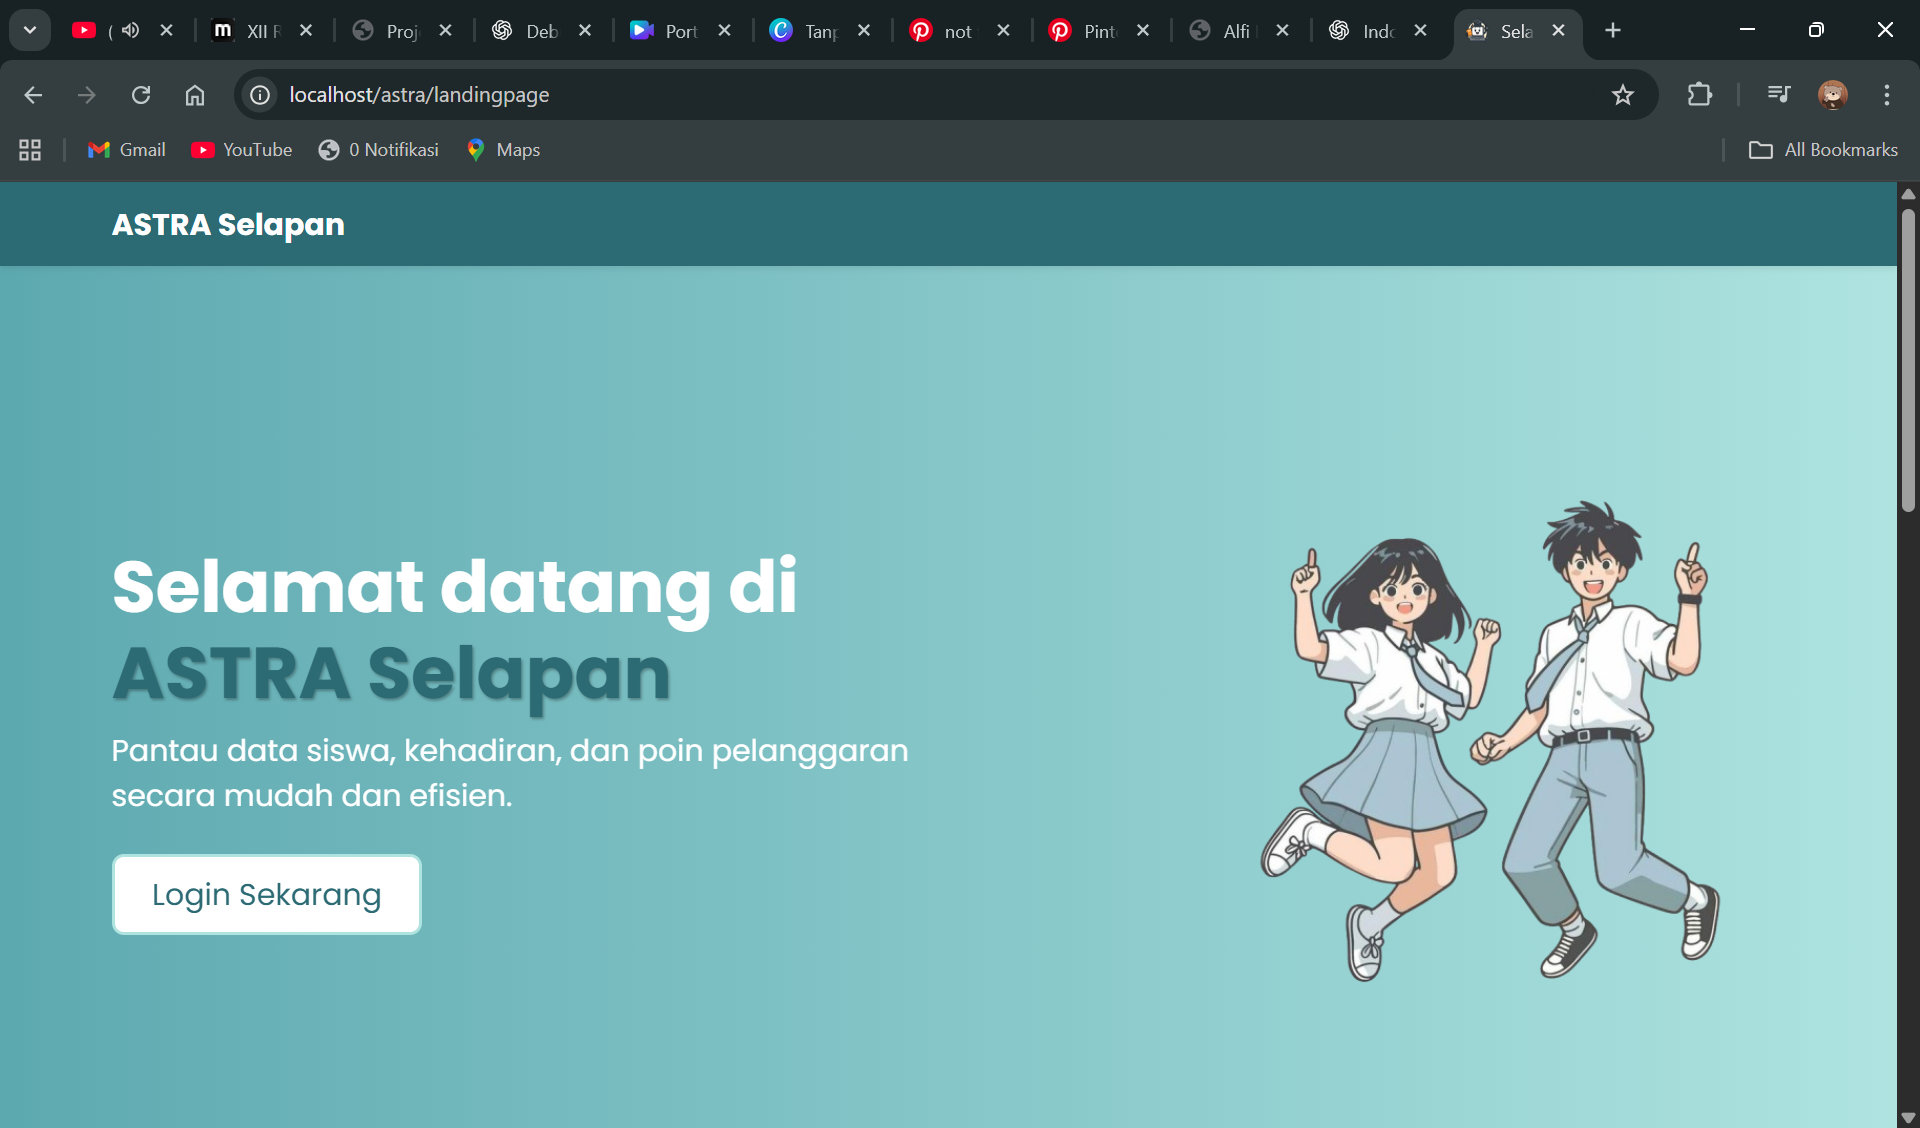 ( 
XII R
Proj
Deb
Port
Tanp
not
Pint
Alfi
Indo
Sela
localhost/astra/landingpage
Gmail
YouTube
0 Notifikasi
Maps
All Bookmarks
ASTRA Selapan
Selamat datang di
ASTRA Selapan
Pantau data siswa, kehadiran, dan poin pelanggaran
secara mudah dan efisien.
Login Sekarang